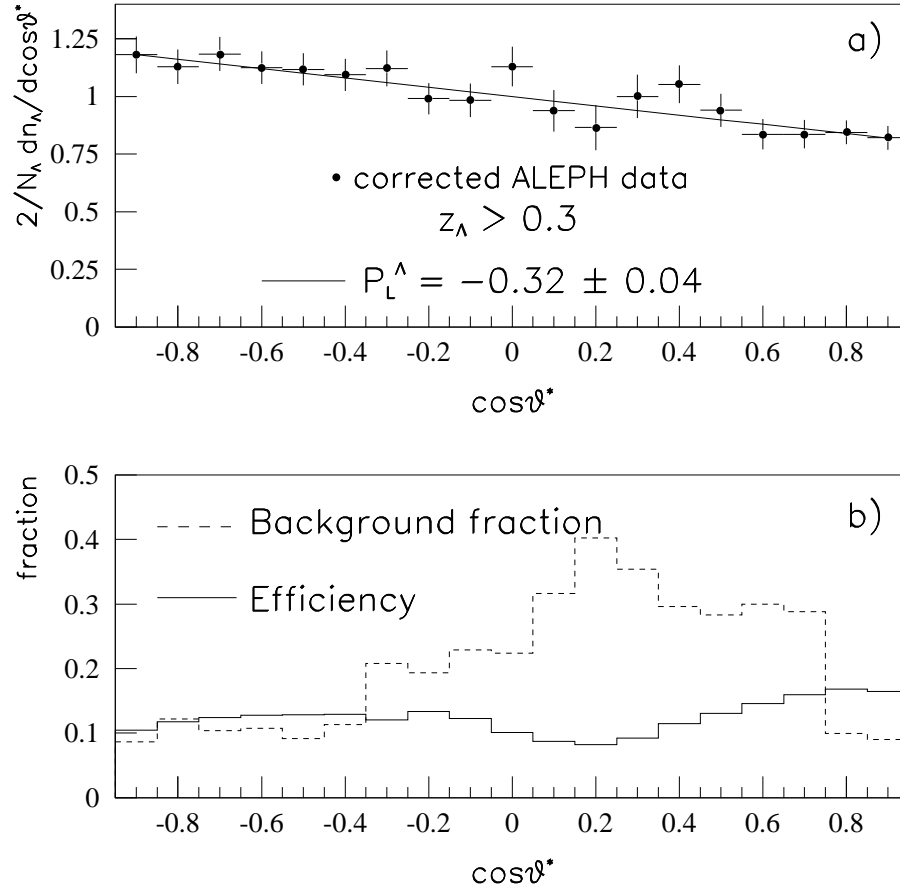 2/N_Λ dn_Λ/dcosϑ*
1.25
1
0.75
0.5
0.25
0
a)
corrected ALEPH data
z_Λ > 0.3
P_L^Λ = −0.32 ± 0.04
-0.8 -0.6 -0.4 -0.2 0 0.2 0.4 0.6 0.8
cosϑ*
fraction
0.5
0.4
0.3
0.2
0.1
0
b)
Background fraction
Efficiency
-0.8 -0.6 -0.4 -0.2 0 0.2 0.4 0.6 0.8
cosϑ*